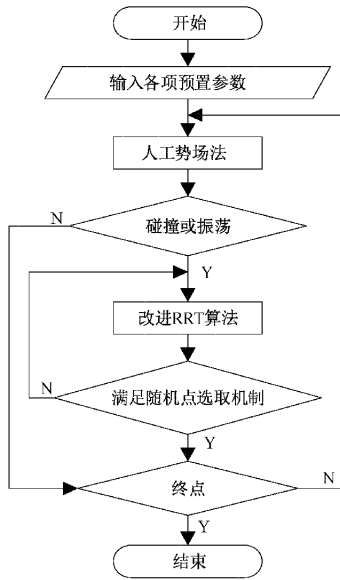 开始
输入各项预置参数
人工势场法
N
碰撞或振荡
Y
改进RRT算法
N
满足随机点选取机制
Y
终点
N
Y
结束